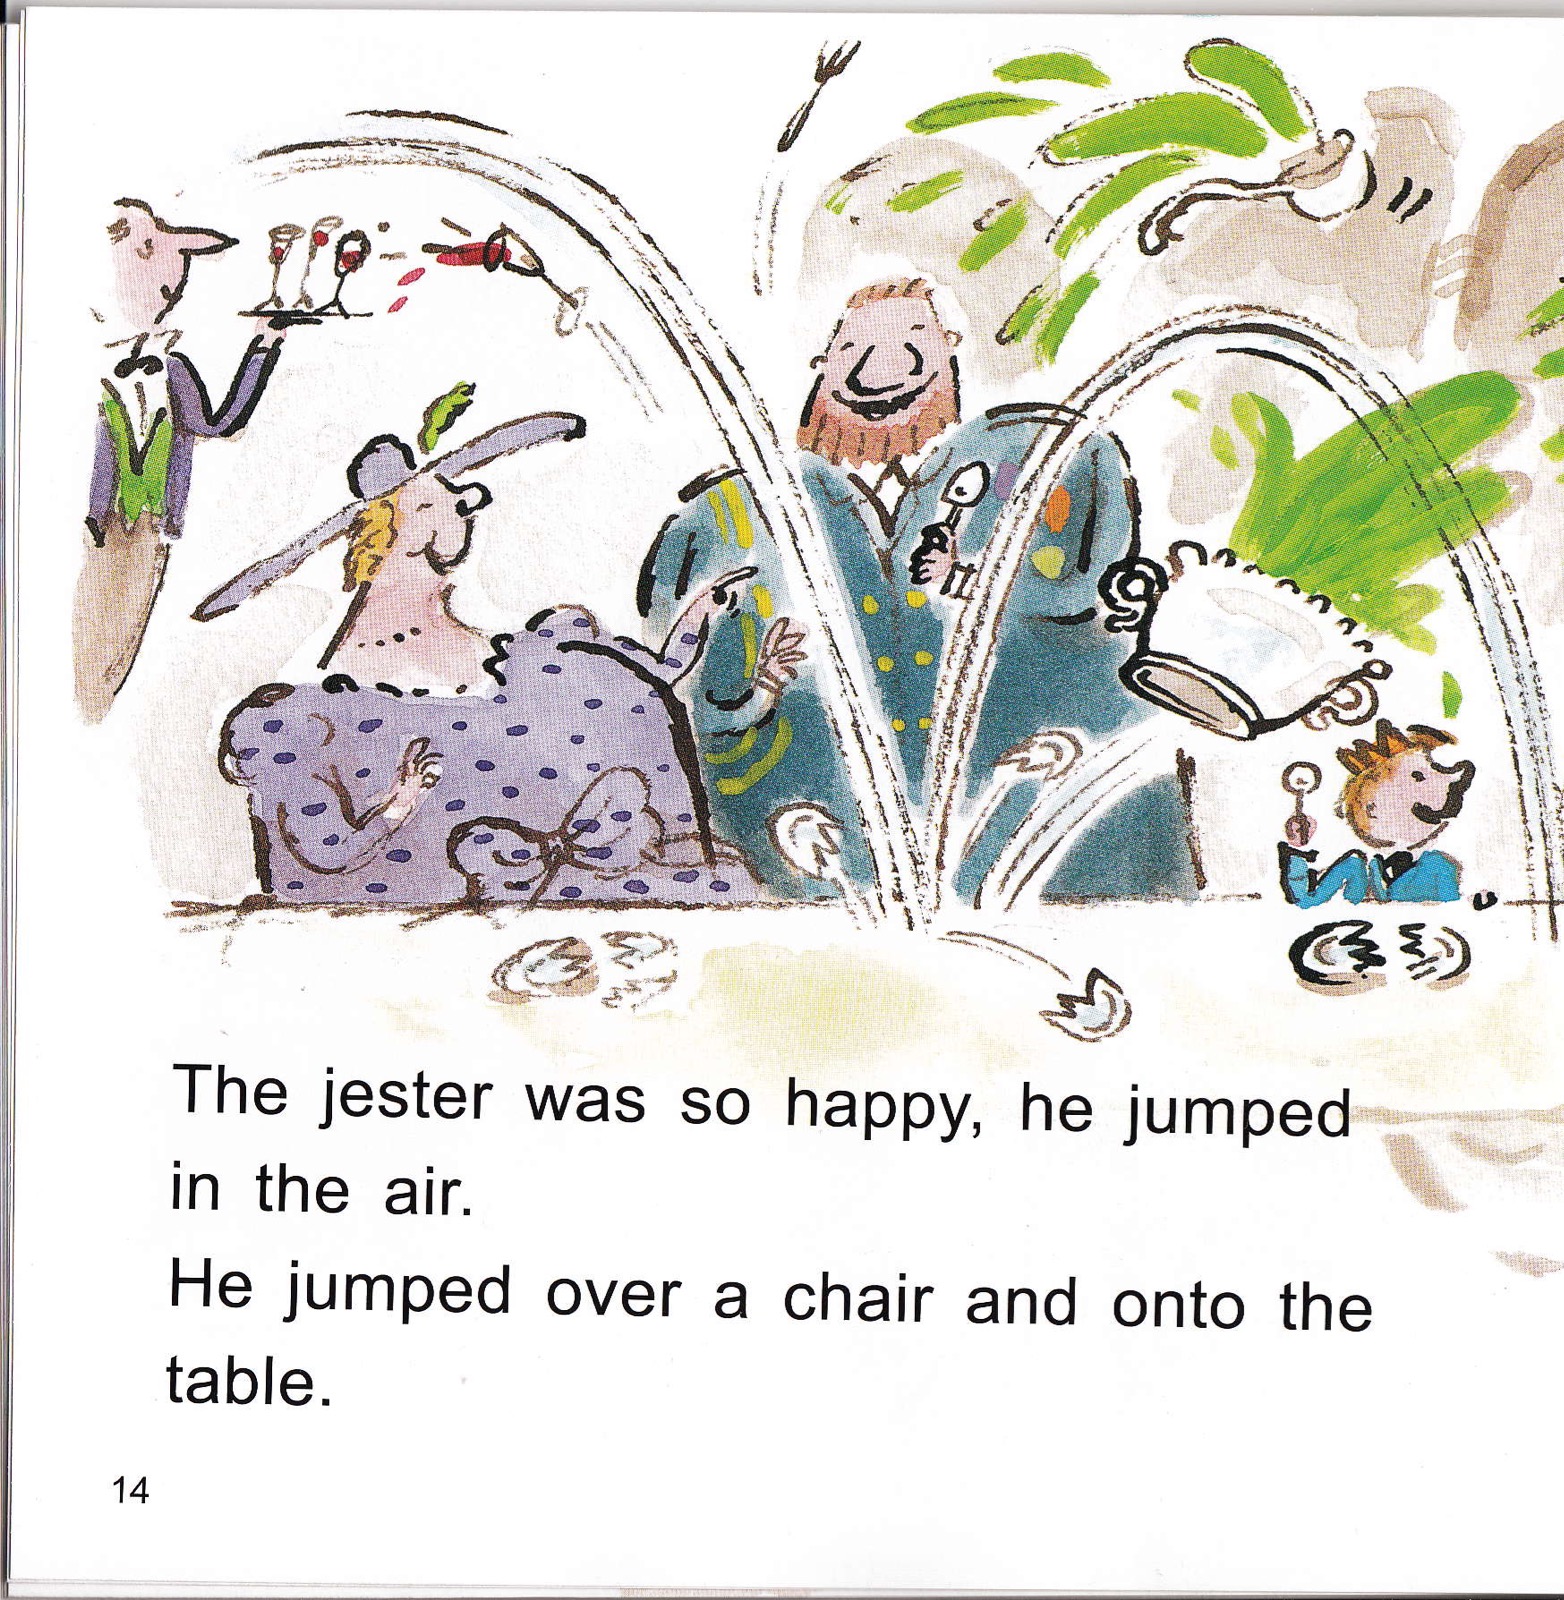 The jester was so happy, he jumped
in the air.
He jumped over a chair and onto the
table.
14